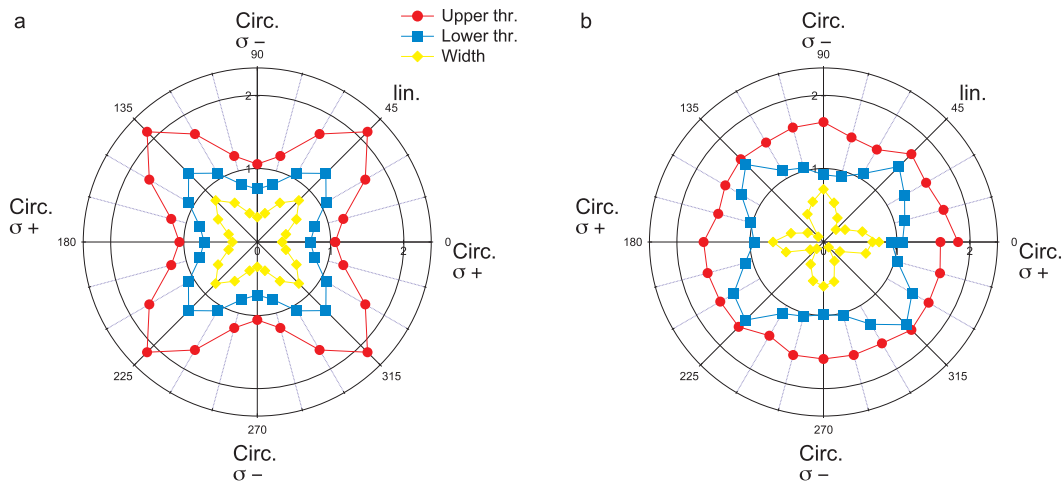 a
Circ.
σ −
90
Upper thr.
Lower thr.
Width
135
2
lin.
45
1
Circ.
σ +
180
0
1
2
0
Circ.
σ +
225
315
270
Circ.
σ −
b
Circ.
σ −
90
135
2
lin.
45
1
Circ.
σ +
180
0
2
0
Circ.
σ +
225
315
270
Circ.
σ −